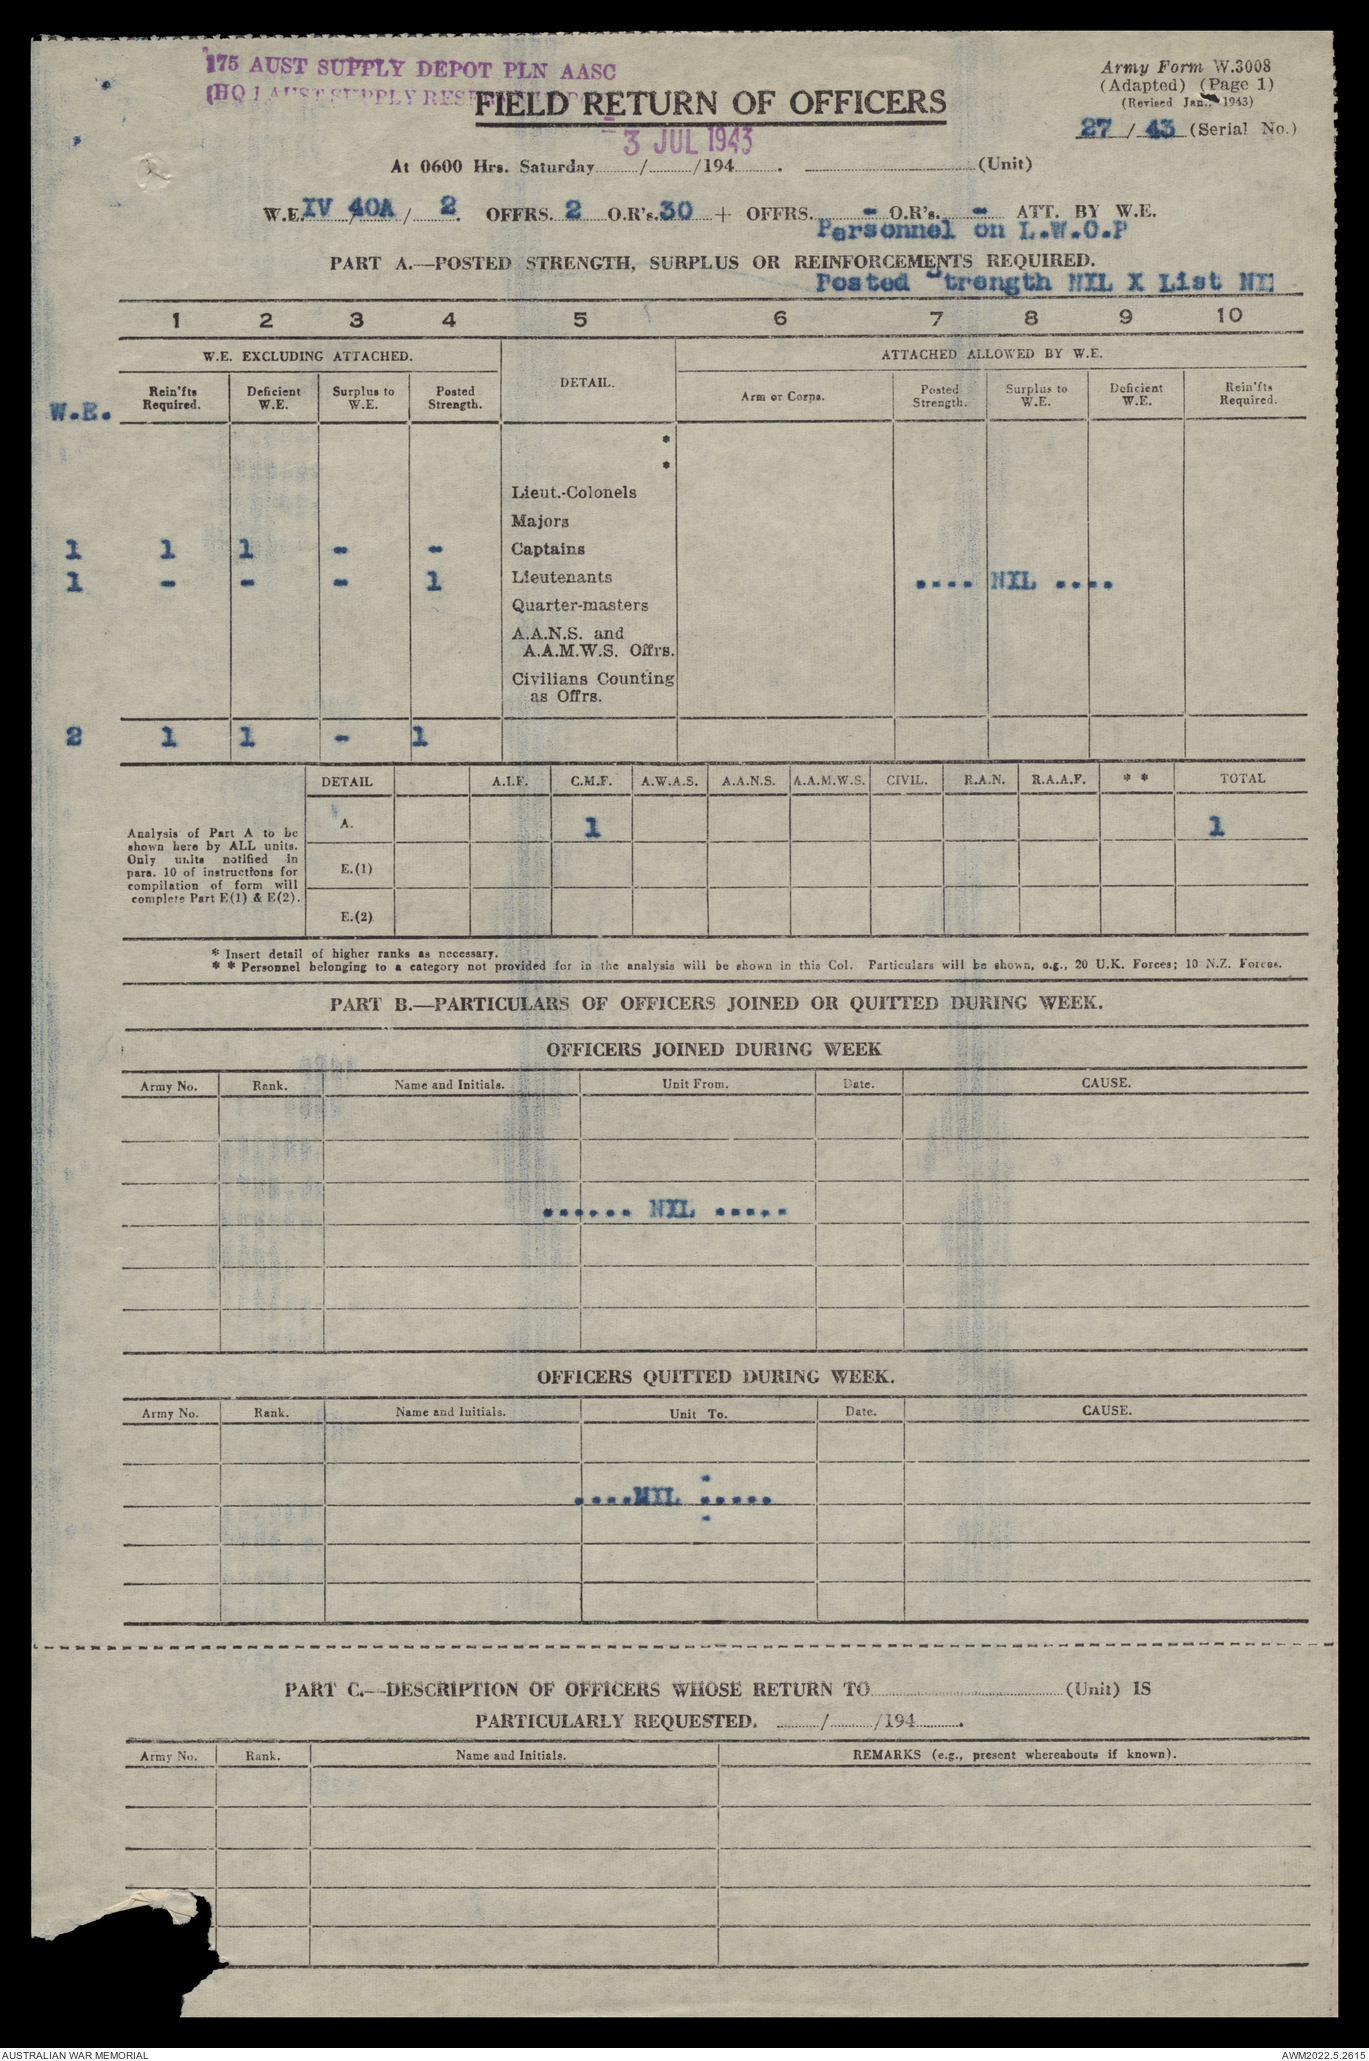 175 AUST SUPPLY DEPOT PLN AASC
(HQ 1 AUST SUPPLY RES
Army Form W.3008
(Adapted) (Page 1)
(Revised Jan., 1943)
27 / 43 (Serial No.)
FIELD RETURN OF OFFICERS
3 JUL 1943
At 0600 Hrs. Saturday........../........../194........... ..............................(Unit)
W.E. IV 40A / 2. OFFRS. 2 O.R's. 30 + OFFRS. - O.R's. - ATT. BY W.E.
Personnel on L.W.O.P
PART A.—POSTED STRENGTH, SURPLUS OR REINFORCEMENTS REQUIRED.
Posted Strength NIL X List NI
1 2 3 4 5 6 7 8 9 10
W.E. EXCLUDING ATTACHED. DETAIL. ATTACHED ALLOWED BY W.E.
W.E. Rein'fts Required. Deficient W.E. Surplus to W.E. Posted Strength. Arm or Corps. Posted Strength. Surplus to W.E. Deficient W.E. Rein'fts Required.
*
*
Lieut.-Colonels
Majors
1 1 1 - - Captains
1 - - - 1 Lieutenants .... NIL ....
Quarter-masters
A.A.N.S. and
A.A.M.W.S. Offrs.
Civilians Counting
as Offrs.
2 1 1 - 1
DETAIL A.I.F. C.M.F. A.W.A.S. A.A.N.S. A.A.M.W.S. CIVIL. R.A.N. R.A.A.F. * * TOTAL
Analysis of Part A to be
shown here by ALL units.
Only units notified in
para. 10 of instructions for
compilation of form will
complete Part E(1) & E(2).
A. 1 1
E.(1)
E.(2)
* Insert detail of higher ranks as necessary.
* * Personnel belonging to a category not provided for in the analysis will be shown in this Col. Particulars will be shown, e.g., 20 U.K. Forces; 10 N.Z. Forces.
PART B.—PARTICULARS OF OFFICERS JOINED OR QUITTED DURING WEEK.
OFFICERS JOINED DURING WEEK
Army No. Rank. Name and Initials. Unit From. Date. CAUSE.
...... NIL .....
OFFICERS QUITTED DURING WEEK.
Army No. Rank. Name and Initials. Unit To. Date. CAUSE.
....NIL .....
PART C.—DESCRIPTION OF OFFICERS WHOSE RETURN TO..............................(Unit) IS
PARTICULARLY REQUESTED. ........../........../194...........
Army No. Rank. Name and Initials. REMARKS (e.g., present whereabouts if known).
AUSTRALIAN WAR MEMORIAL
AWM2022.5.2615